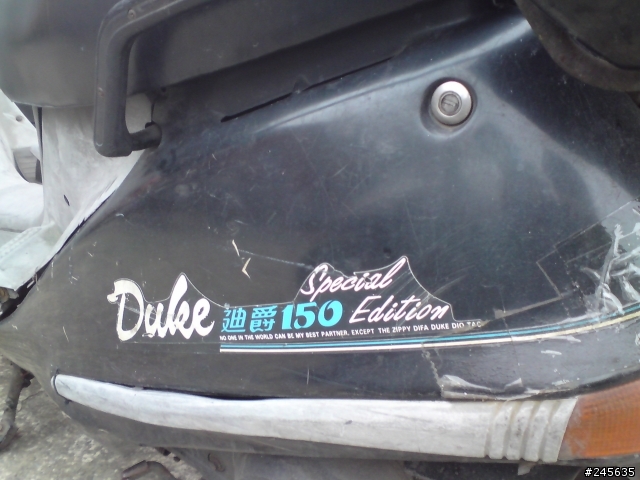 Special
Duke 迪爵 150 Edition
NO ONE IN THE WORLD CAN BE MY BEST PARTNER, EXCEPT THE ZIPPY DIFA DUKE DIO TAC
#245635